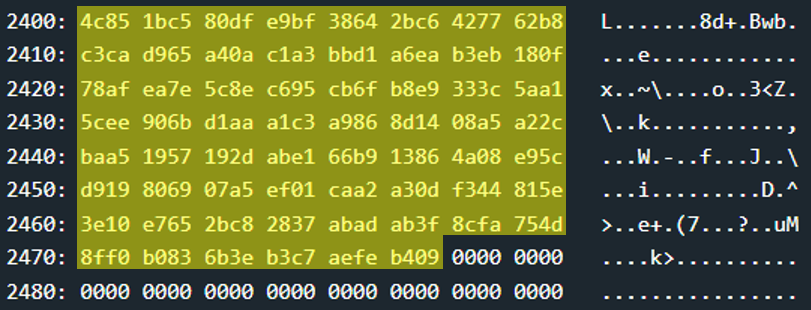 2400: 4c85 1bc5 80df e9bf 3864 2bc6 4277 62b8 L.......8d+.Bwb.
2410: c3ca d965 a40a c1a3 bbd1 a6ea b3eb 180f ...e............
2420: 78af ea7e 5c8e c695 cb6f b8e9 333c 5aa1 x..~\....o..3<Z.
2430: 5cee 906b d1aa a1c3 a986 8d14 08a5 a22c \..k...........,
2440: baa5 1957 192d abe1 66b9 1386 4a08 e95c ...W.-..f...J..\
2450: d919 8069 07a5 ef01 caa2 a30d f344 815e ...i.........D.^
2460: 3e10 e765 2bc8 2837 abad ab3f 8cfa 754d >..e+.(7...?..uM
2470: 8ff0 b083 6b3e b3c7 aefe b409 0000 0000 ....k>..........
2480: 0000 0000 0000 0000 0000 0000 0000 0000 ................